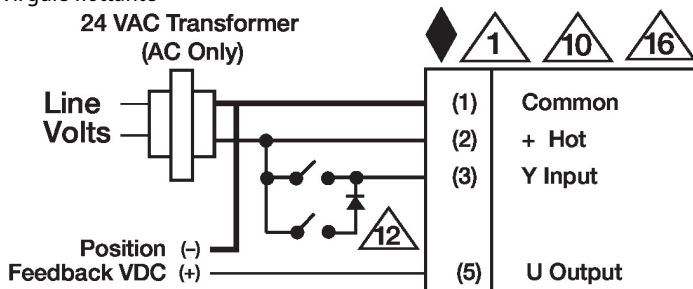 24 VAC Transformer
(AC Only)
1 10 16
Line
Volts
(1) Common
(2) + Hot
(3) Y Input
12
Position (–)
Feedback VDC (+)
(5) U Output